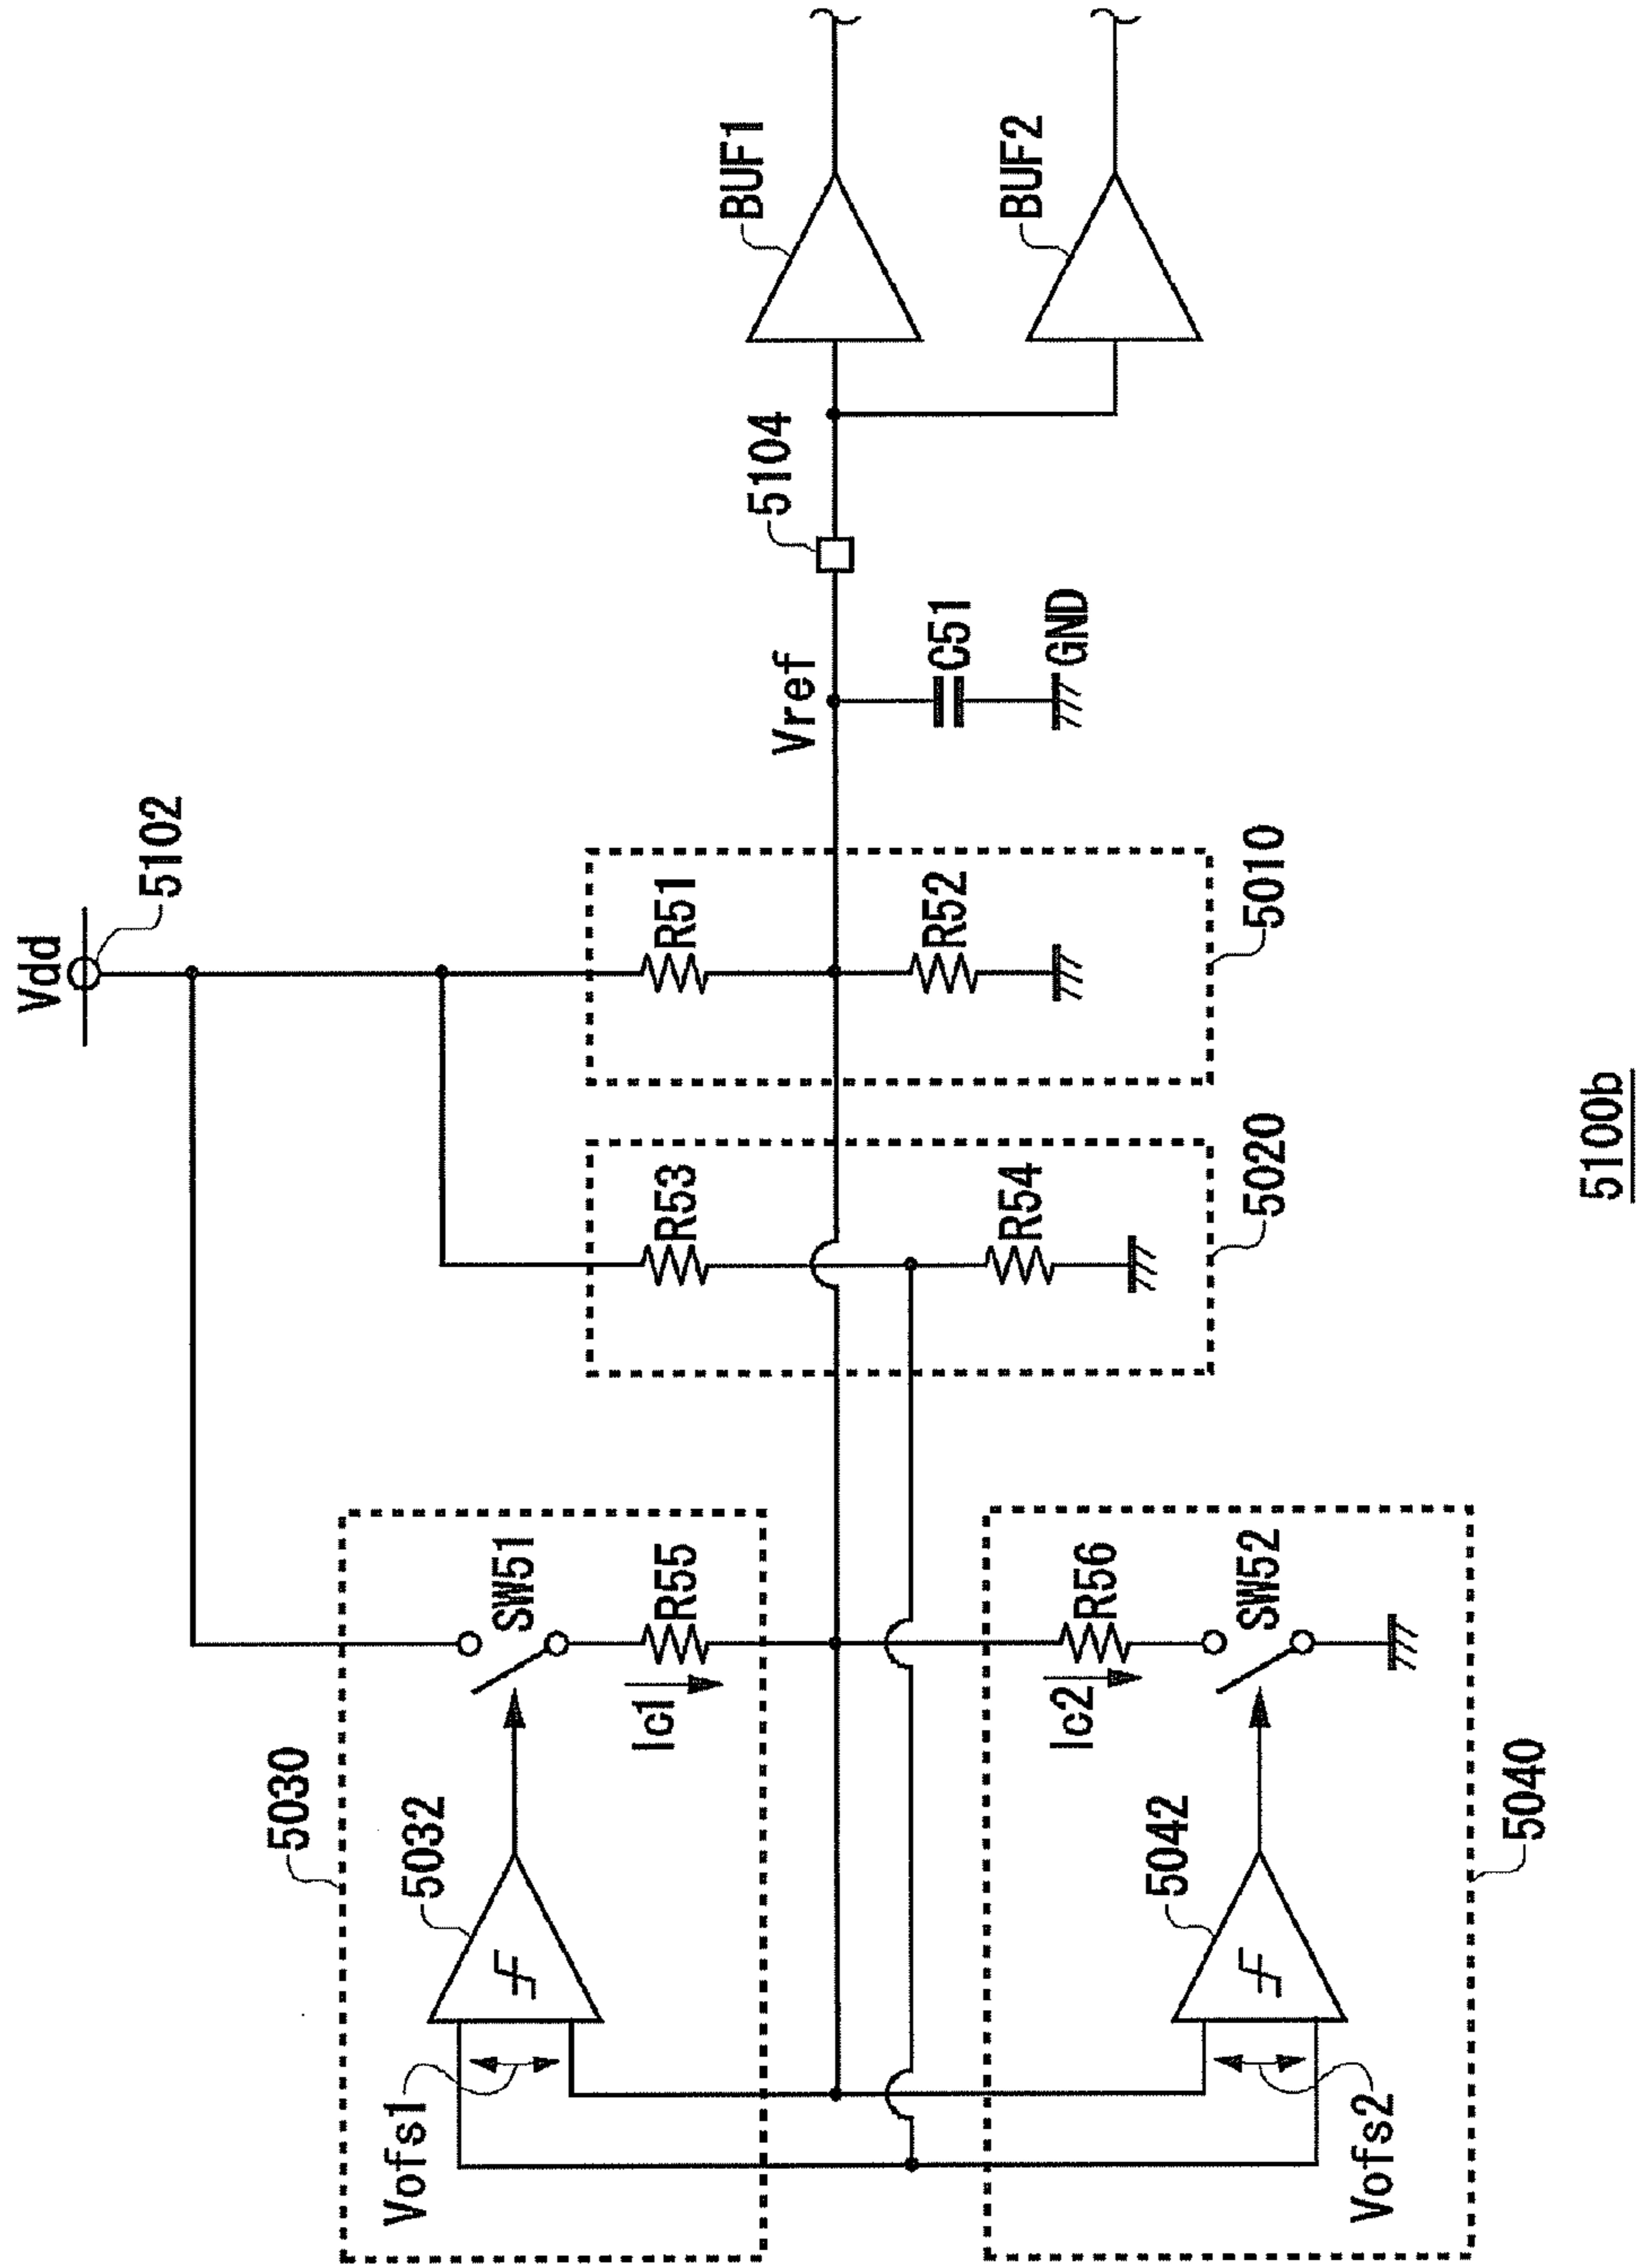 Vdd
5102
5030
SW51
5032
R55
Ic1
Vofs1
R53
R51
5104
BUF1
Vref
BUF2
R54
R52
C51
GND
R56
Ic2
SW52
5042
Vofs2
5040
5020
5010
5100b